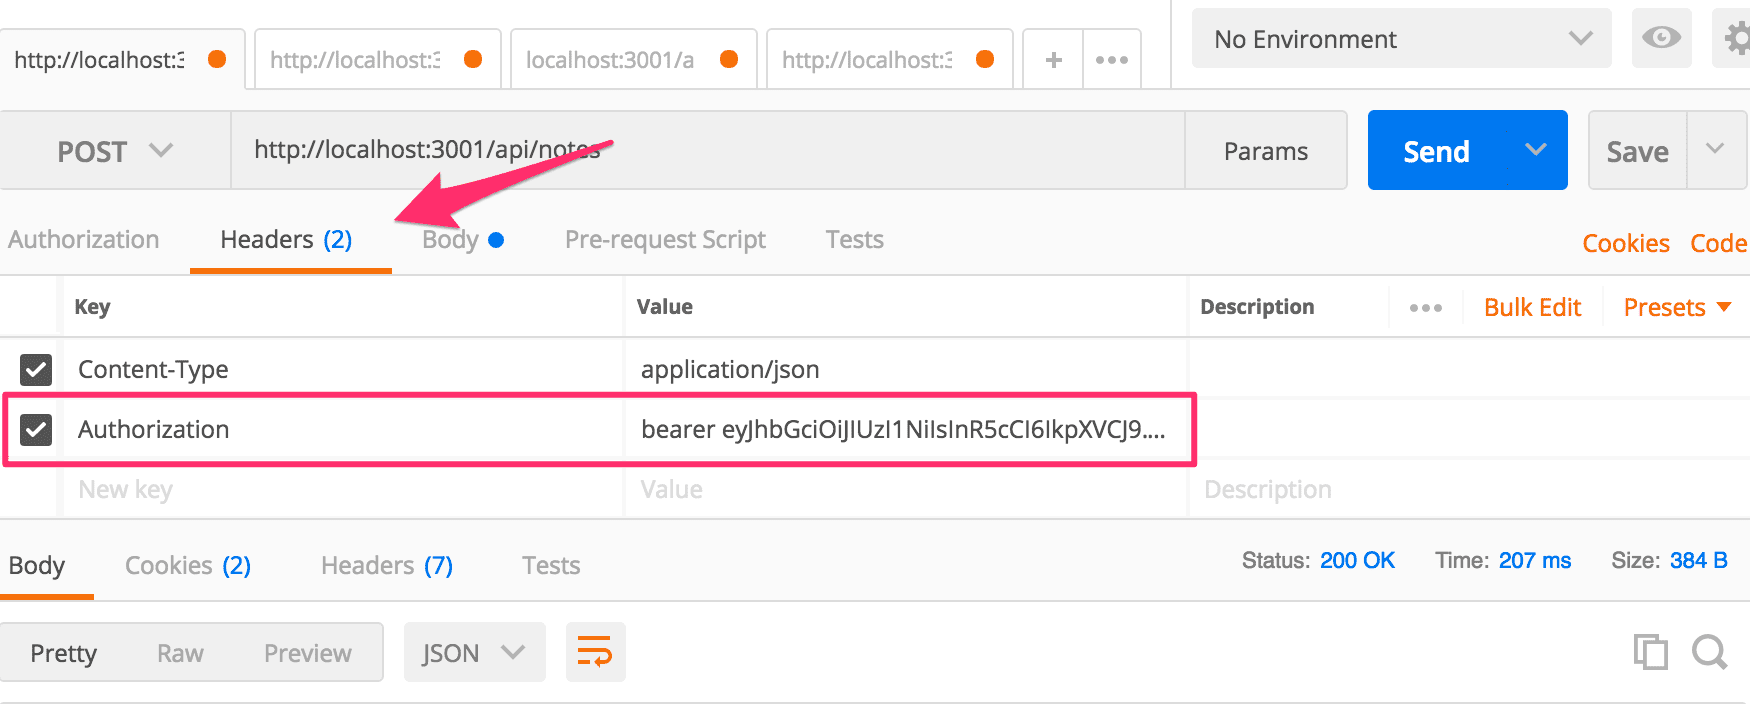 http://localhost:3 http://localhost:3 localhost:3001/a http://localhost:3 + No Environment
POST http://localhost:3001/api/notes Params Send Save
Authorization Headers (2) Body Pre-request Script Tests Cookies Code
Key Value Description Bulk Edit Presets
Content-Type application/json
Authorization bearer eyJhbGciOiJIUzI1NiIsInR5cCI6IkpXVCJ9....
New key Value Description
Body Cookies (2) Headers (7) Tests Status: 200 OK Time: 207 ms Size: 384 B
Pretty Raw Preview JSON